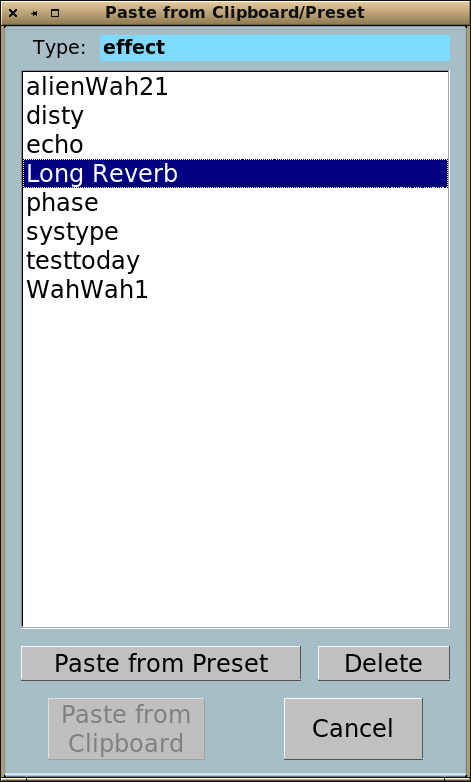 Paste from Clipboard/Preset
Type: effect
alienWah21
disty
echo
Long Reverb
phase
systype
testtoday
WahWah1
Paste from Preset Delete
Paste from
Clipboard
Cancel